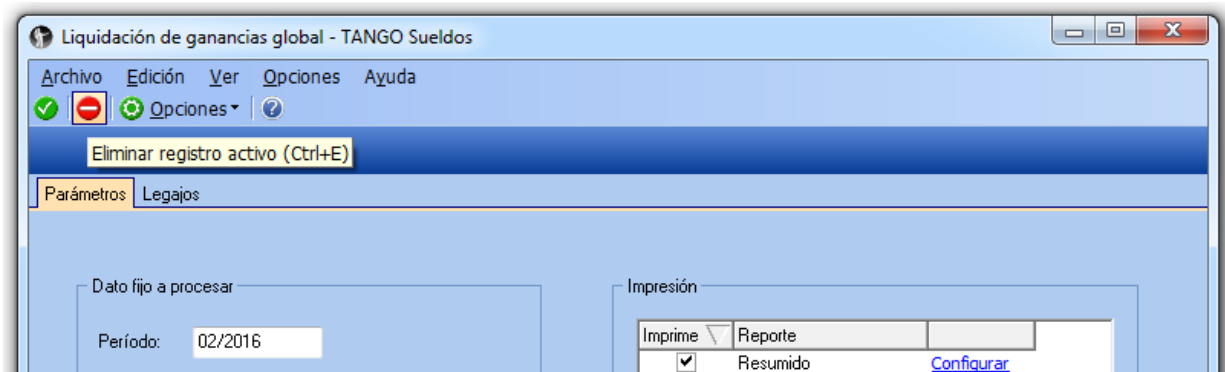 Liquidación de ganancias global - TANGO Sueldos
Archivo Edición Ver Opciones Ayuda
Opciones
Eliminar registro activo (Ctrl+E)
Parámetros Legajos
Dato fijo a procesar
Período: 02/2016
Impresión
Imprime Reporte
Resumido Configurar